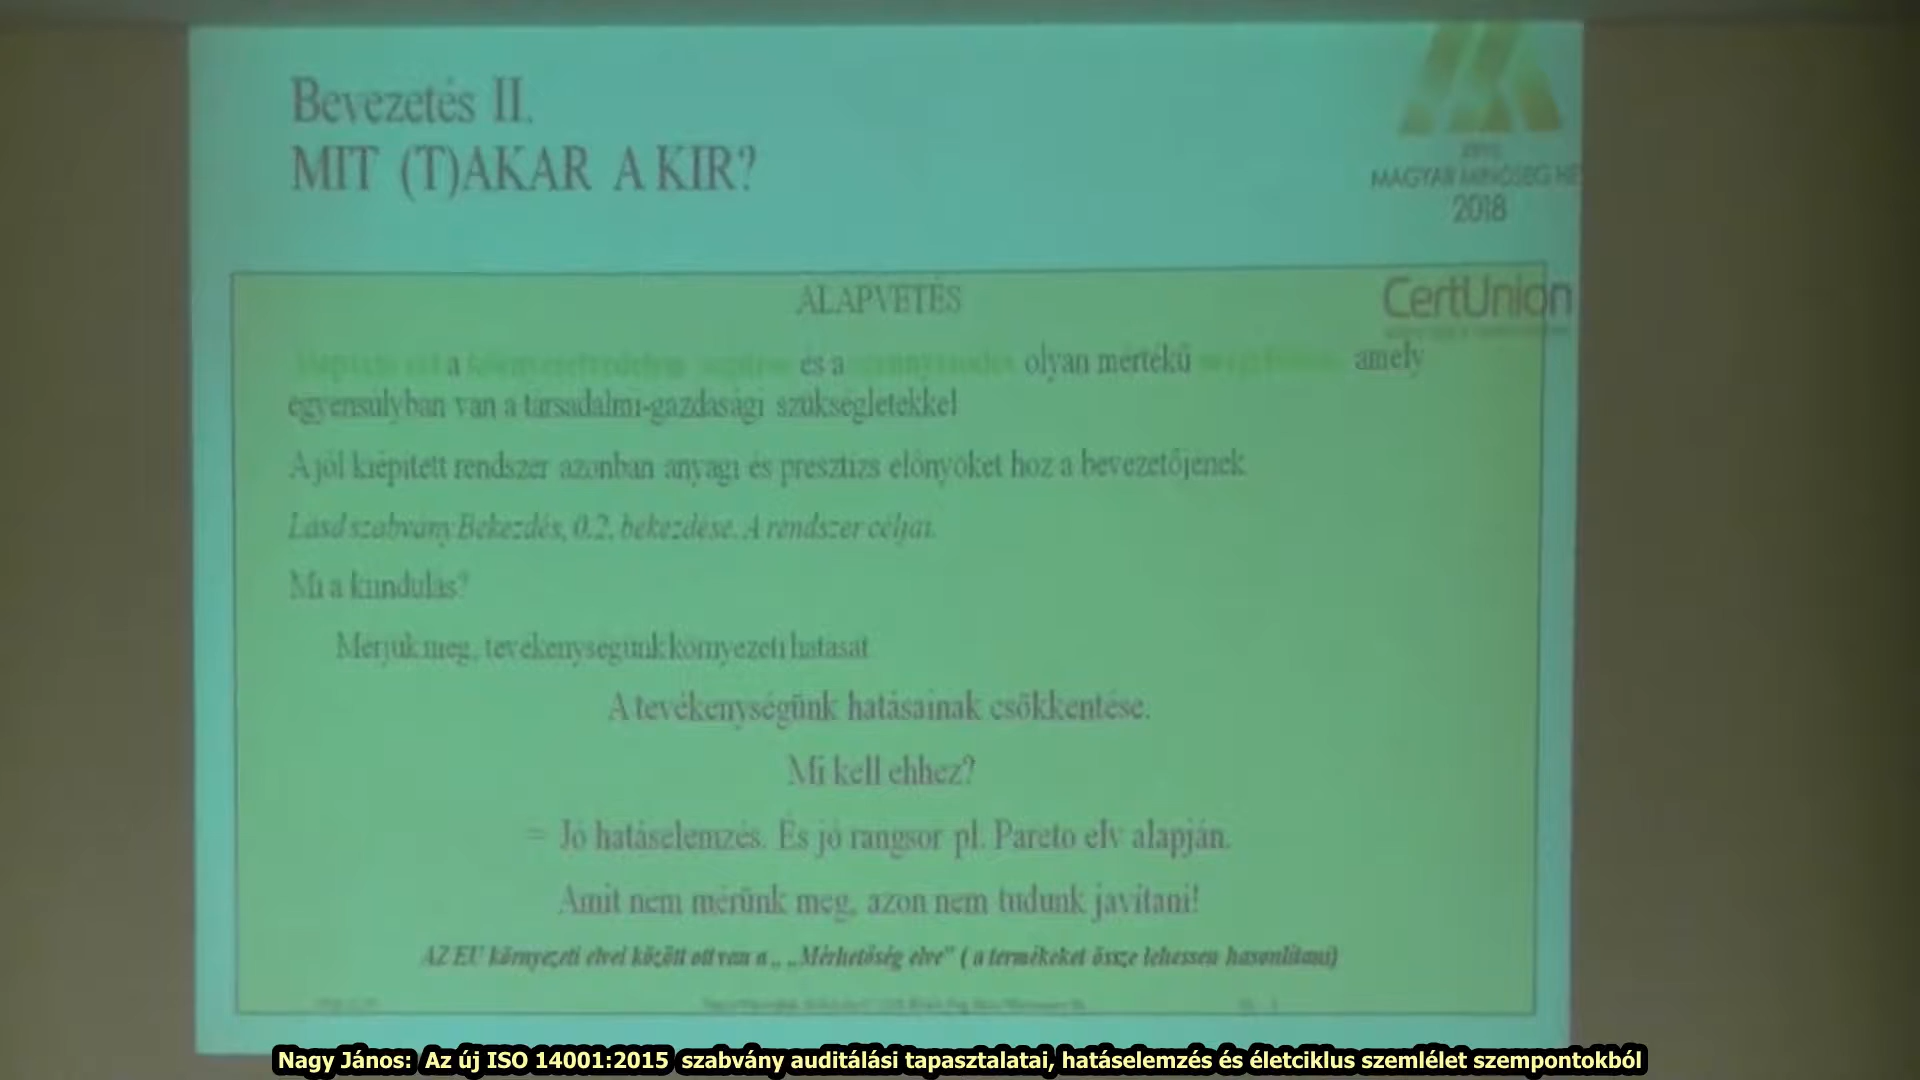 Bevezetés II.
MIT (T)AKAR A KIR?
MAGYAR MINŐSÉG HÉ
2018
CertUnion
ALAPVETÉS
a és a olyan mértékű amely
egyensúlyban van a társadalmi-gazdasági szükségletekkel
A jól kiépített rendszer azonban anyagi és presztízs előnyöket hoz a bevezetőjének
Lásd szabvány Bekezdés, 0.2. bekezdése. A rendszer céljai.
Mi a kiindulás?
Mérjük meg, tevékenységünk környezeti hatását
A tevékenységünk hatásainak csökkentése.
Mi kell ehhez?
= Jó hatáselemzés. És jó rangsor pl. Pareto elv alapján.
Amit nem mérünk meg, azon nem tudunk javítani!
AZ EU környezeti elvei között ott van a „ „Mérhetőség elve" ( a termékeket össze lehessen hasonlítani)
Nagy János: Az új ISO 14001:2015 szabvány auditálási tapasztalatai, hatáselemzés és életciklus szemlélet szempontokból